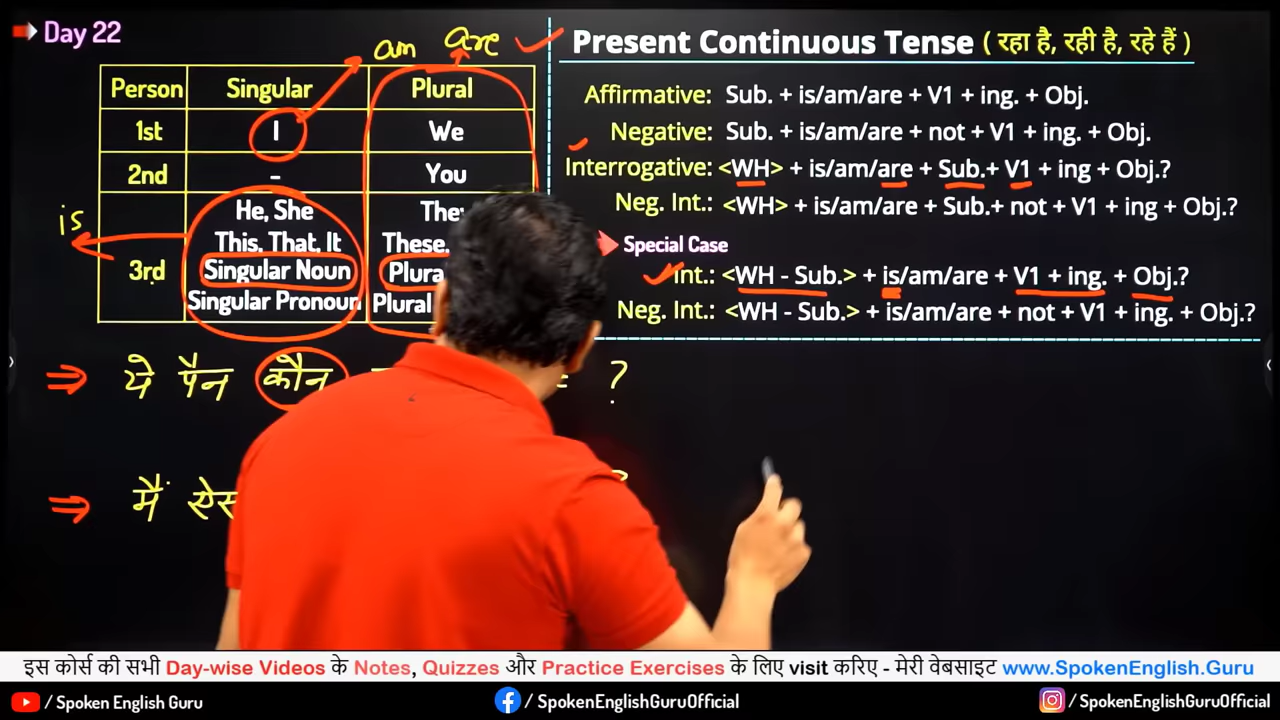 Day 22
am are
Person Singular Plural
1st I We
2nd - You
He, She
This, That, It These.
is
3rd Singular Noun
Singular Pronoun Plural
Present Continuous Tense ( रहा है, रही है, रहे हैं )
Affirmative: Sub. + is/am/are + V1 + ing. + Obj.
Negative: Sub. + is/am/are + not + V1 + ing. + Obj.
Interrogative: <WH> + is/am/are + Sub.+ V1 + ing + Obj.?
Neg. Int.: <WH> + is/am/are + Sub.+ not + V1 + ing + Obj.?
Special Case
Int.: <WH - Sub.> + is/am/are + V1 + ing. + Obj.?
Neg. Int.: <WH - Sub.> + is/am/are + not + V1 + ing. + Obj.?
⇒ ये पैन कौन ?
⇒ मैं ?
इस कोर्स की सभी Day-wise Videos के Notes, Quizzes और Practice Exercises के लिए visit करिए - मेरी वेबसाइट www.SpokenEnglish.Guru
/ Spoken English Guru
/SpokenEnglishGuruOfficial
/SpokenEnglishGuruOfficial